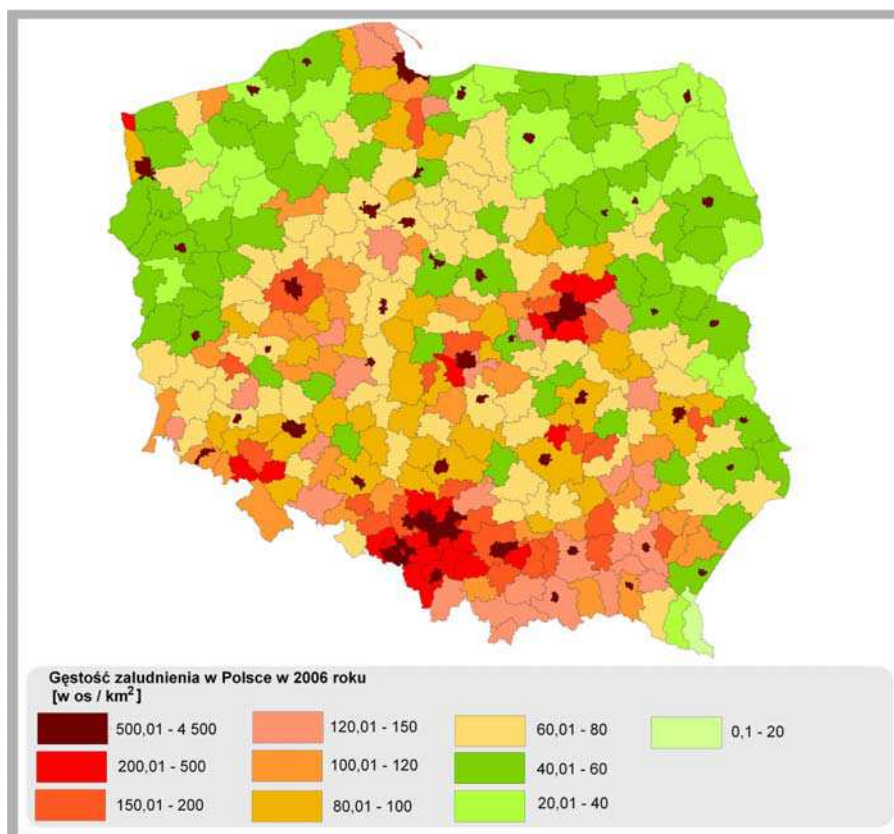 Gęstość zaludnienia w Polsce w 2006 roku
[w os / km²]
500,01 - 4 500
120,01 - 150
60,01 - 80
0,1 - 20
200,01 - 500
100,01 - 120
40,01 - 60
150,01 - 200
80,01 - 100
20,01 - 40